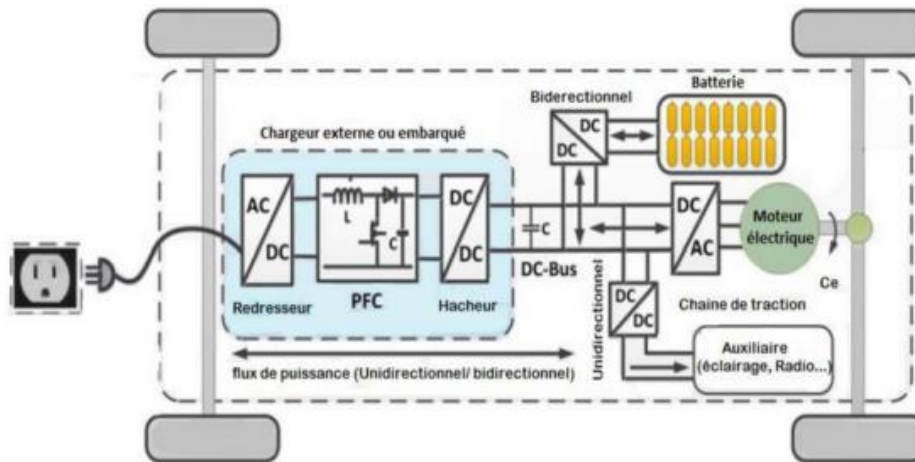 Batterie
Biderectionnel
Chargeur externe ou embarqué
DC
DC
AC
DC
L
C
DC
DC
C
DC
AC
Moteur
électrique
Redresseur
PFC
Hacheur
DC-Bus
Ce
Unidirectionnel
DC
DC
Chaine de traction
flux de puissance (Unidirectionnel/ bidirectionnel)
Auxiliaire
(éclairage, Radio...)